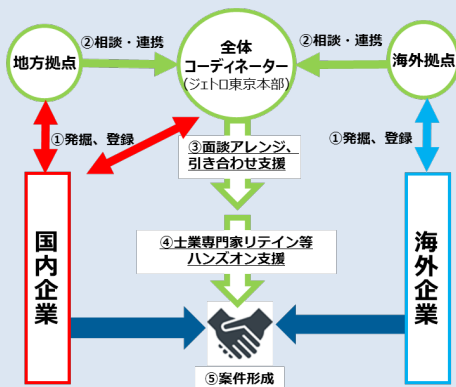 ②相談・連携
②相談・連携
地方拠点
全体
コーディネーター
(ジェトロ東京本部)
海外拠点
①発掘、登録
①発掘、登録
③面談アレンジ、
引き合わせ支援
④士業専門家リテイン等
ハンズオン支援
国内企業
海外企業
⑤案件形成